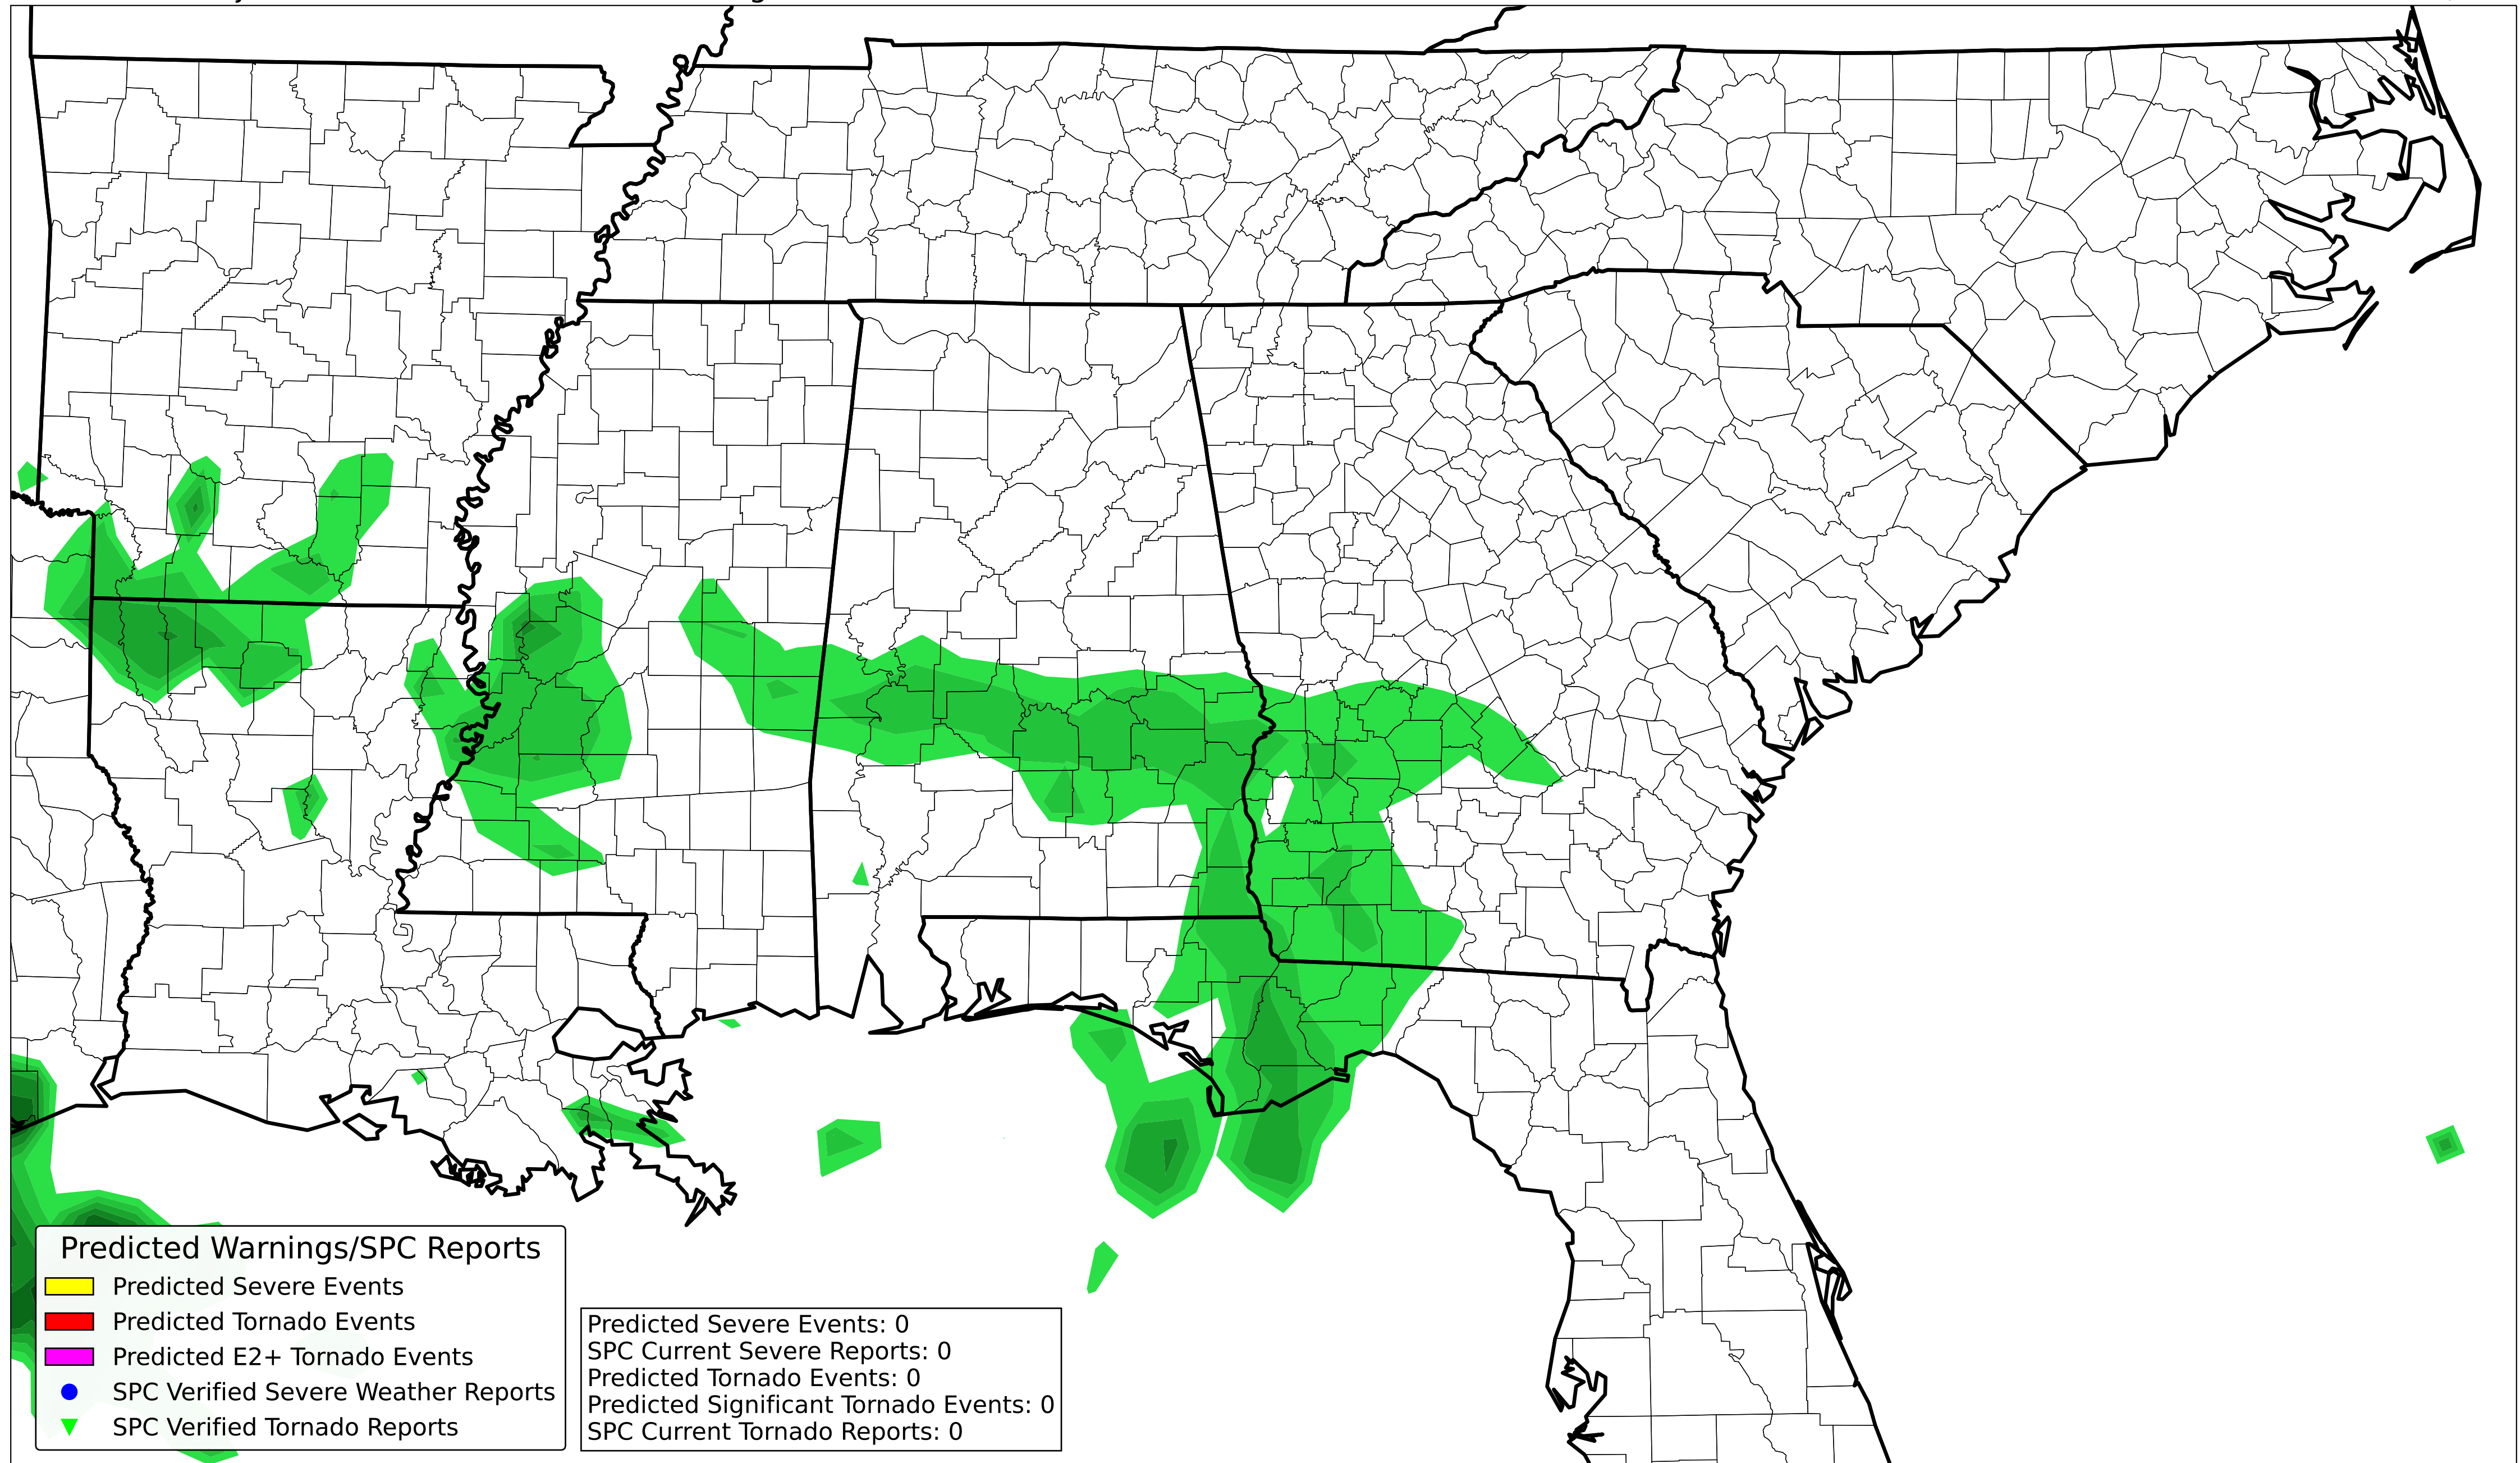 Predicted Warnings/SPC Reports
Predicted Severe Events
Predicted Tornado Events
Predicted E2+ Tornado Events
SPC Verified Severe Weather Reports
SPC Verified Tornado Reports
Predicted Severe Events: 0
SPC Current Severe Reports: 0
Predicted Tornado Events: 0
Predicted Significant Tornado Events: 0
SPC Current Tornado Reports: 0